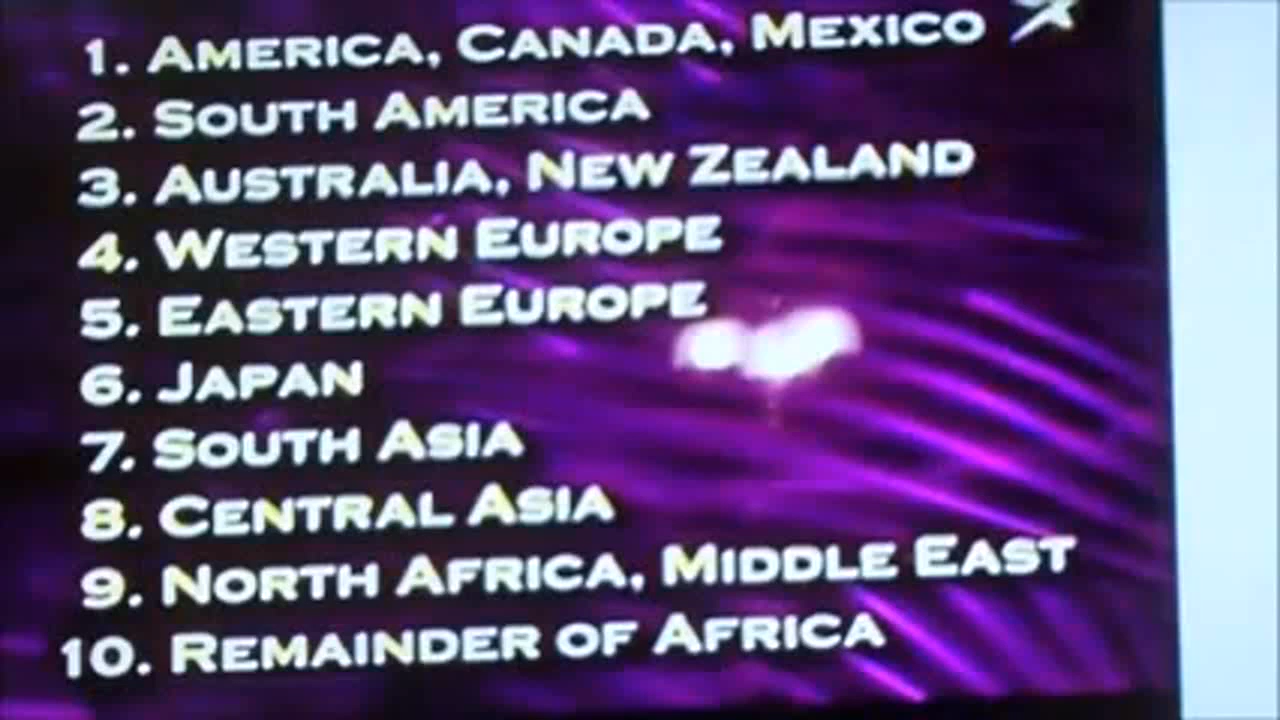 1. AMERICA, CANADA, MEXICO
2. SOUTH AMERICA
3. AUSTRALIA, NEW ZEALAND
4. WESTERN EUROPE
5. EASTERN EUROPE
6. JAPAN
7. SOUTH ASIA
8. CENTRAL ASIA
9. NORTH AFRICA, MIDDLE EAST
10. REMAINDER OF AFRICA